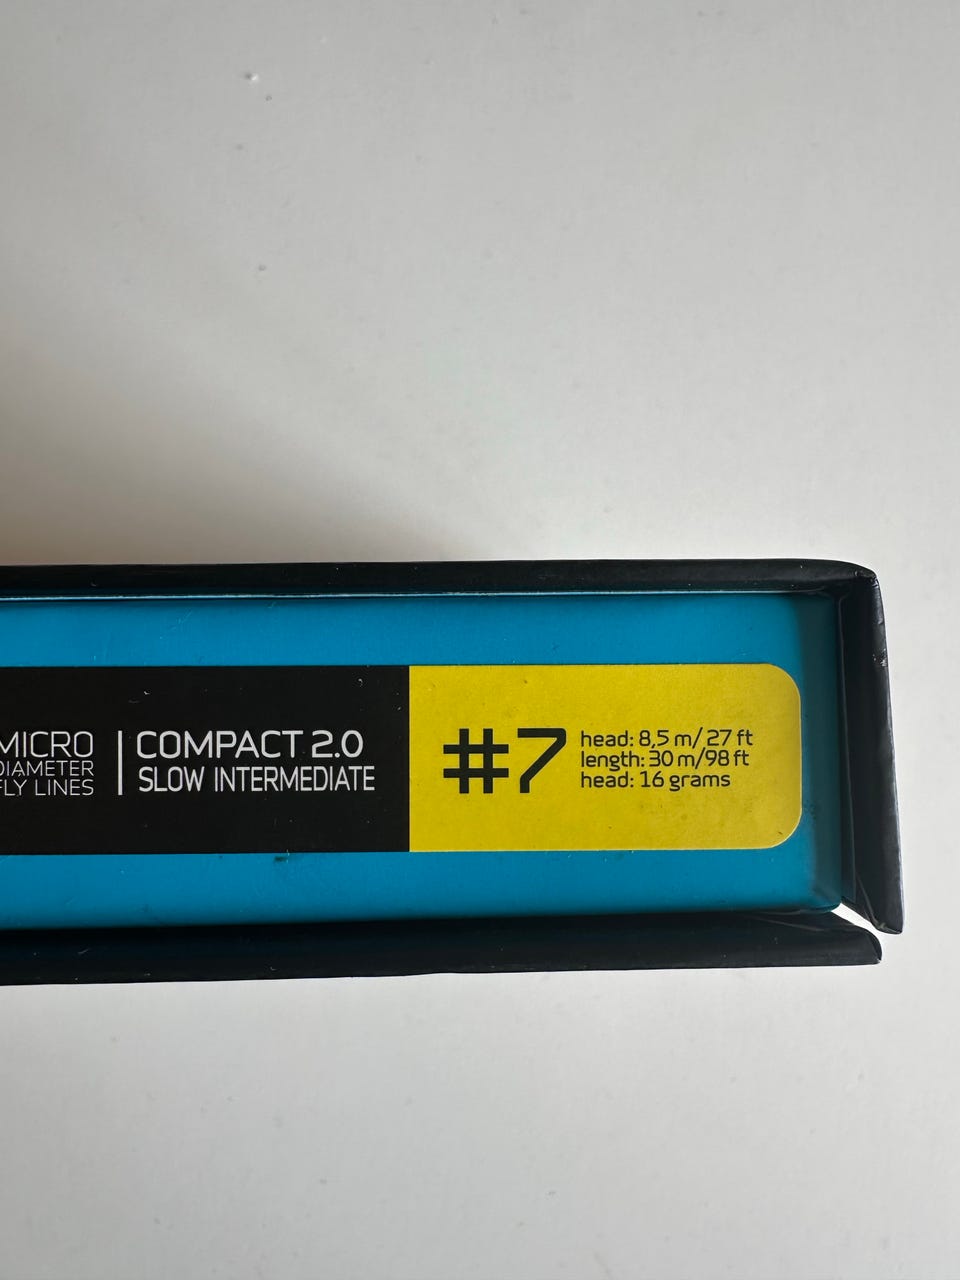 MICRO
DIAMETER
FLY LINES
COMPACT 2.0
SLOW INTERMEDIATE
#7
head: 8,5 m/ 27 ft
length: 30 m/98 ft
head: 16 grams